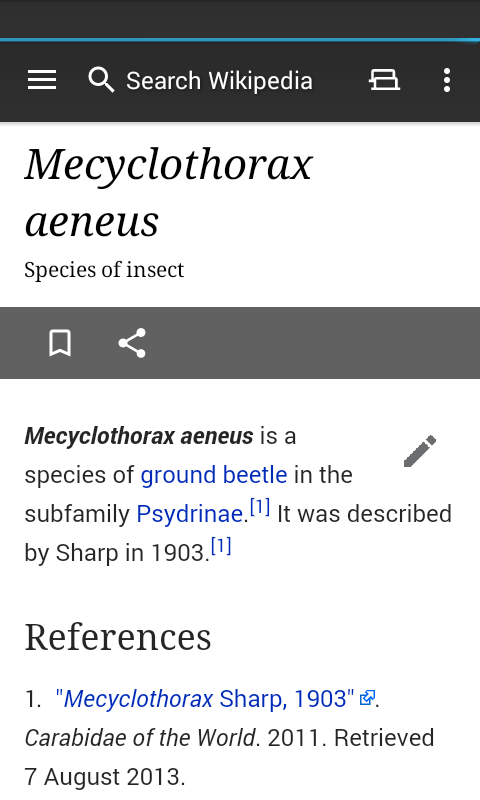 Search Wikipedia
Mecyclothorax
aeneus
Species of insect
Mecyclothorax aeneus is a
species of ground beetle in the
subfamily Psydrinae.[1] It was described
by Sharp in 1903.[1]
References
1. "Mecyclothorax Sharp, 1903".
Carabidae of the World. 2011. Retrieved
7 August 2013.